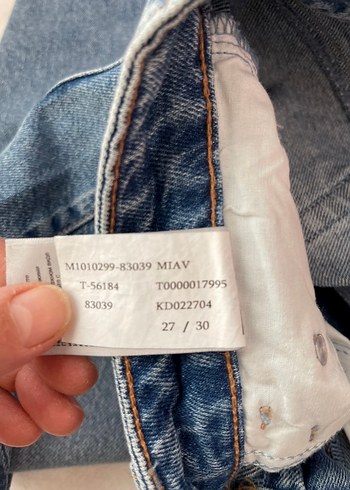 M1010299-83039 MIAV
T-56184 T0000017995
83039 KD022704
27 / 30